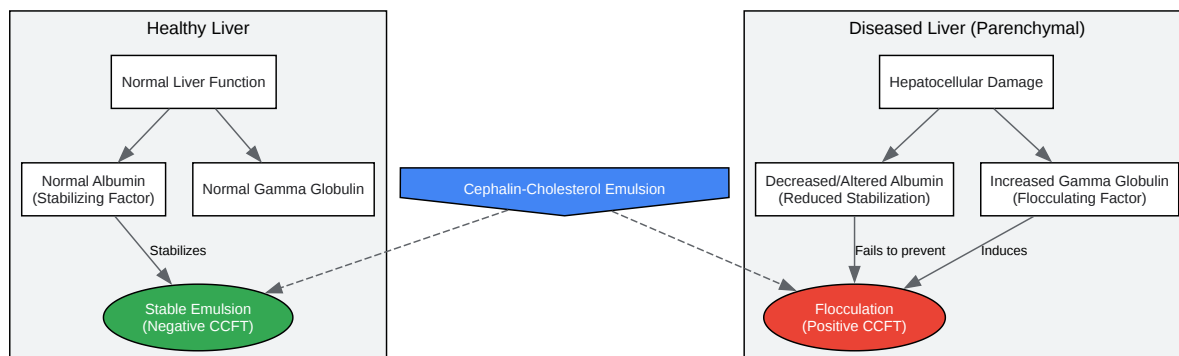 Healthy Liver
Normal Liver Function
Normal Albumin
(Stabilizing Factor)
Normal Gamma Globulin
Stabilizes
Stable Emulsion
(Negative CCFT)
Cephalin-Cholesterol Emulsion
Diseased Liver (Parenchymal)
Hepatocellular Damage
Decreased/Altered Albumin
(Reduced Stabilization)
Increased Gamma Globulin
(Flocculating Factor)
Fails to prevent
Induces
Flocculation
(Positive CCFT)